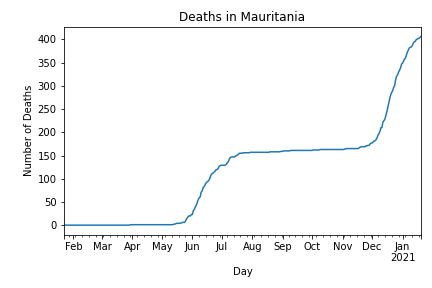 Deaths in Mauritania
Number of Deaths
400
350
300
250
200
150
100
50
0
Feb Mar Apr May Jun Jul Aug Sep Oct Nov Dec Jan
2021
Day